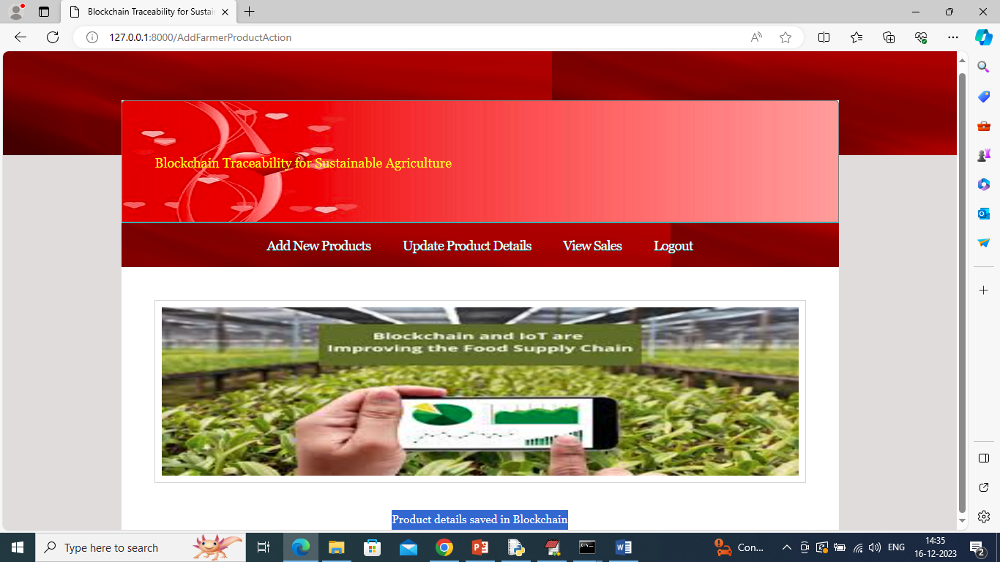 Blockchain Traceability for Sustai
127.0.0.1:8000/AddFarmerProductAction
Blockchain Traceability for Sustainable Agriculture
Add New Products Update Product Details View Sales Logout
Blockchain and IoT are
Improving the Food Supply Chain
Product details saved in Blockchain
Type here to search
Con...
ENG
14:35
16-12-2023
2